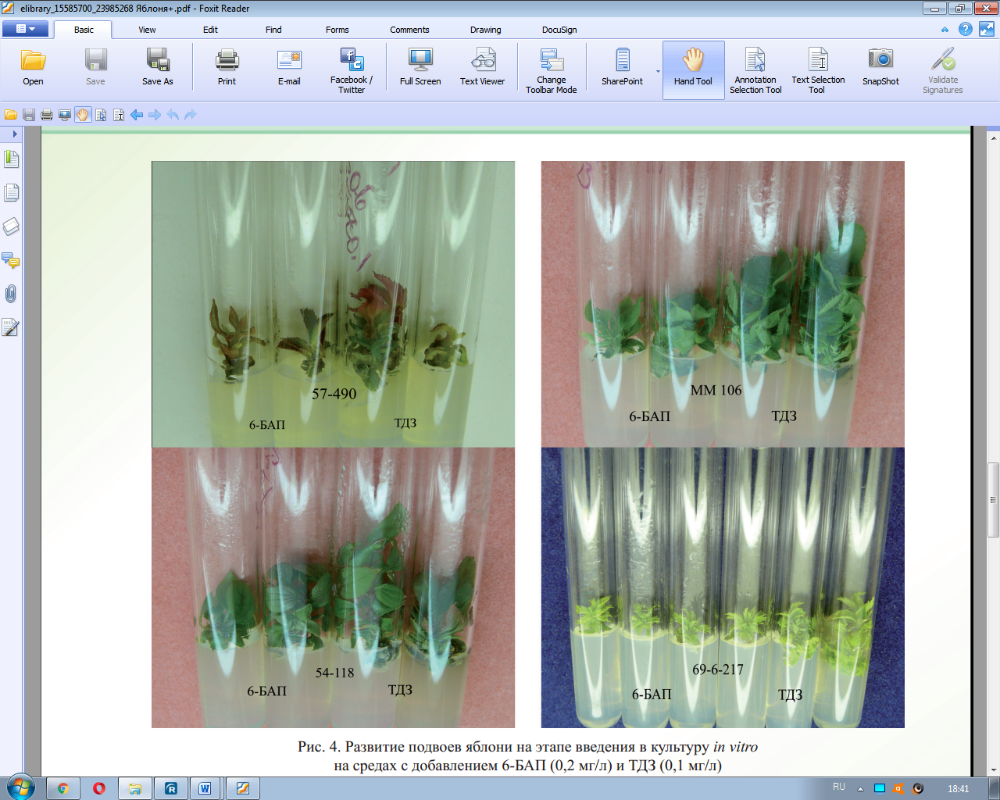 elibrary_15585700_23985268 Яблоня+.pdf - Foxit Reader
Basic View Edit Find Forms Comments Drawing DocuSign
Open Save Save As Print E-mail Facebook / Twitter Full Screen Text Viewer Change Toolbar Mode SharePoint Hand Tool Annotation Selection Tool Text Selection Tool SnapShot Validate Signatures
57-490
6-БАП ТДЗ
ММ 106
6-БАП ТДЗ
54-118
6-БАП ТДЗ
69-6-217
6-БАП ТДЗ
Рис. 4. Развитие подвоев яблони на этапе введения в культуру in vitro
на средах с добавлением 6-БАП (0,2 мг/л) и ТДЗ (0,1 мг/л)
RU 18:41